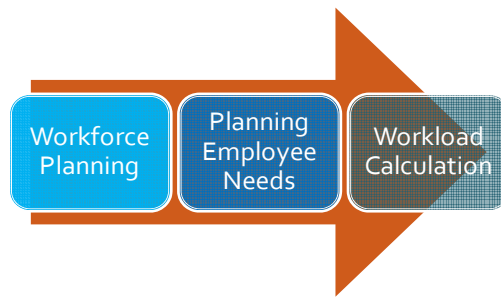 Workforce
Planning
Planning
Employee
Needs
Workload
Calculation